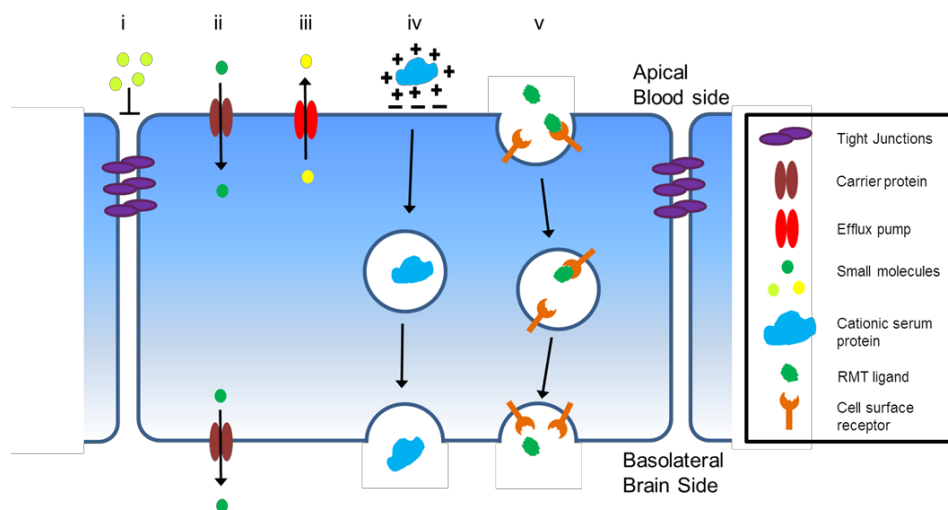 i
ii
iii
iv
v
Apical
Blood side
Tight Junctions
Carrier protein
Efflux pump
Small molecules
Cationic serum
protein
RMT ligand
Cell surface
receptor
Basolateral
Brain Side